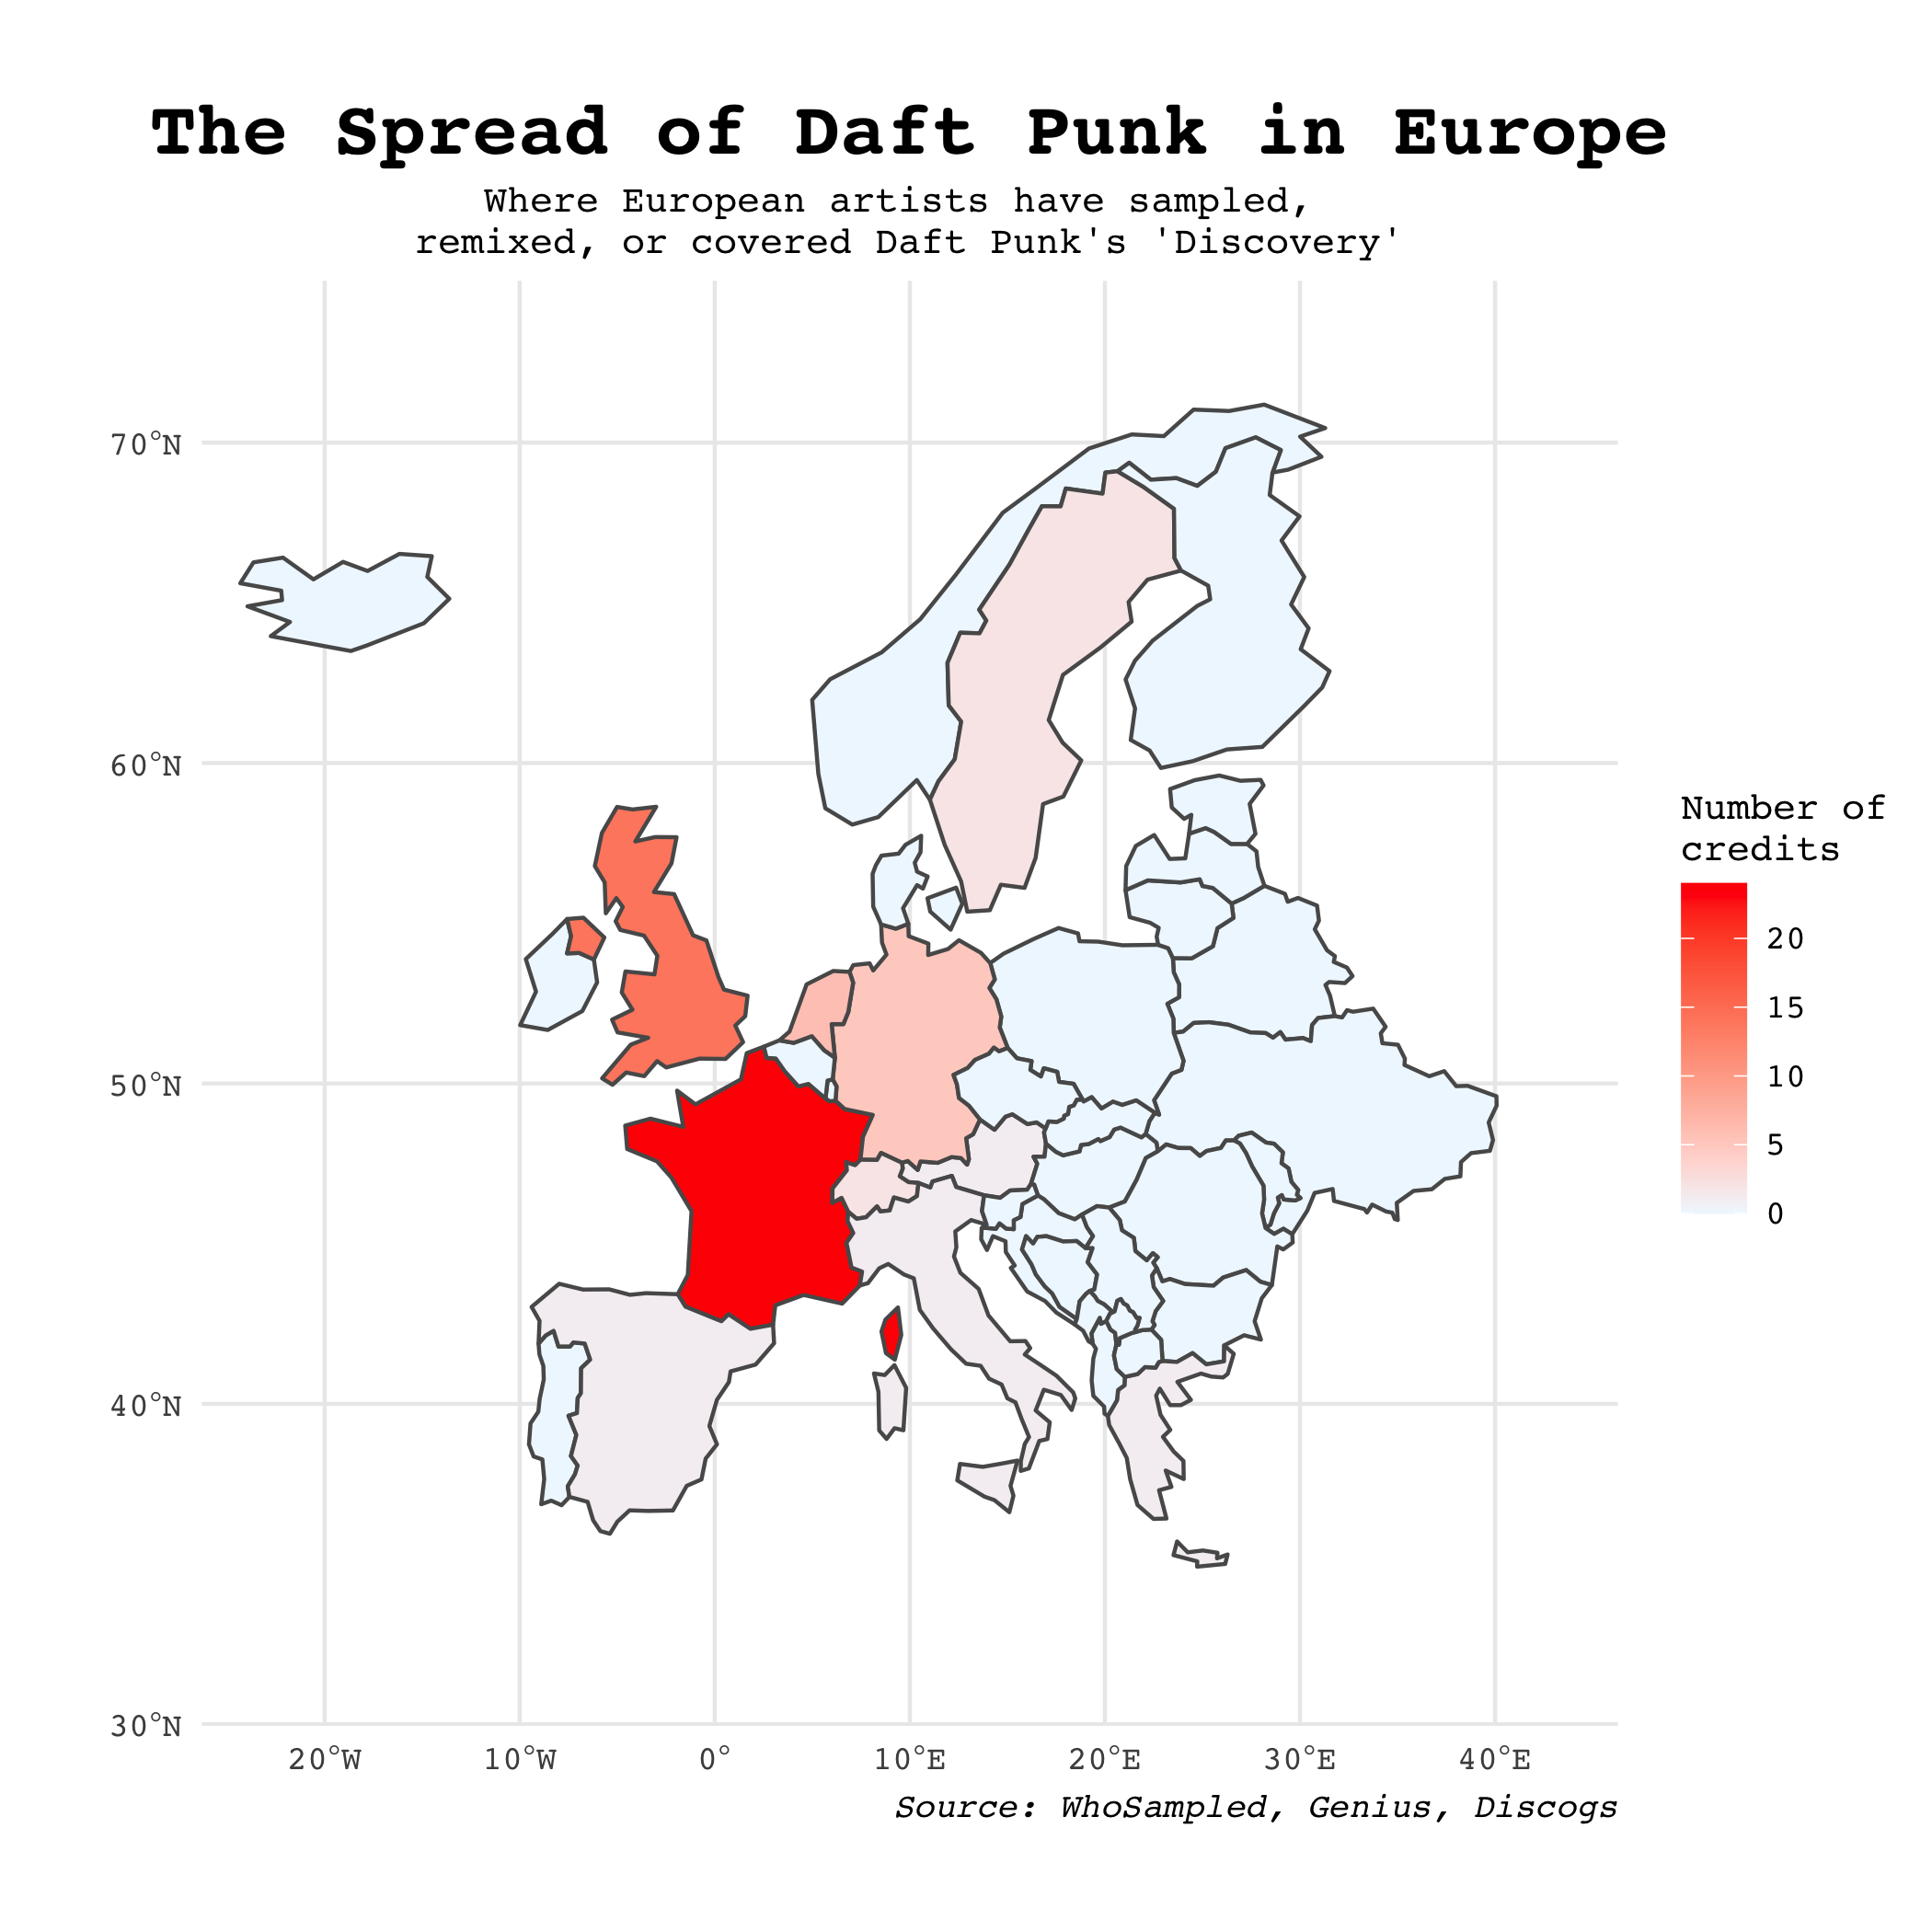 The Spread of Daft Punk in Europe
Where European artists have sampled,
remixed, or covered Daft Punk's 'Discovery'
70°N
60°N
50°N
40°N
30°N
20°W 10°W 0° 10°E 20°E 30°E 40°E
Number of
credits
20
15
10
5
0
Source: WhoSampled, Genius, Discogs